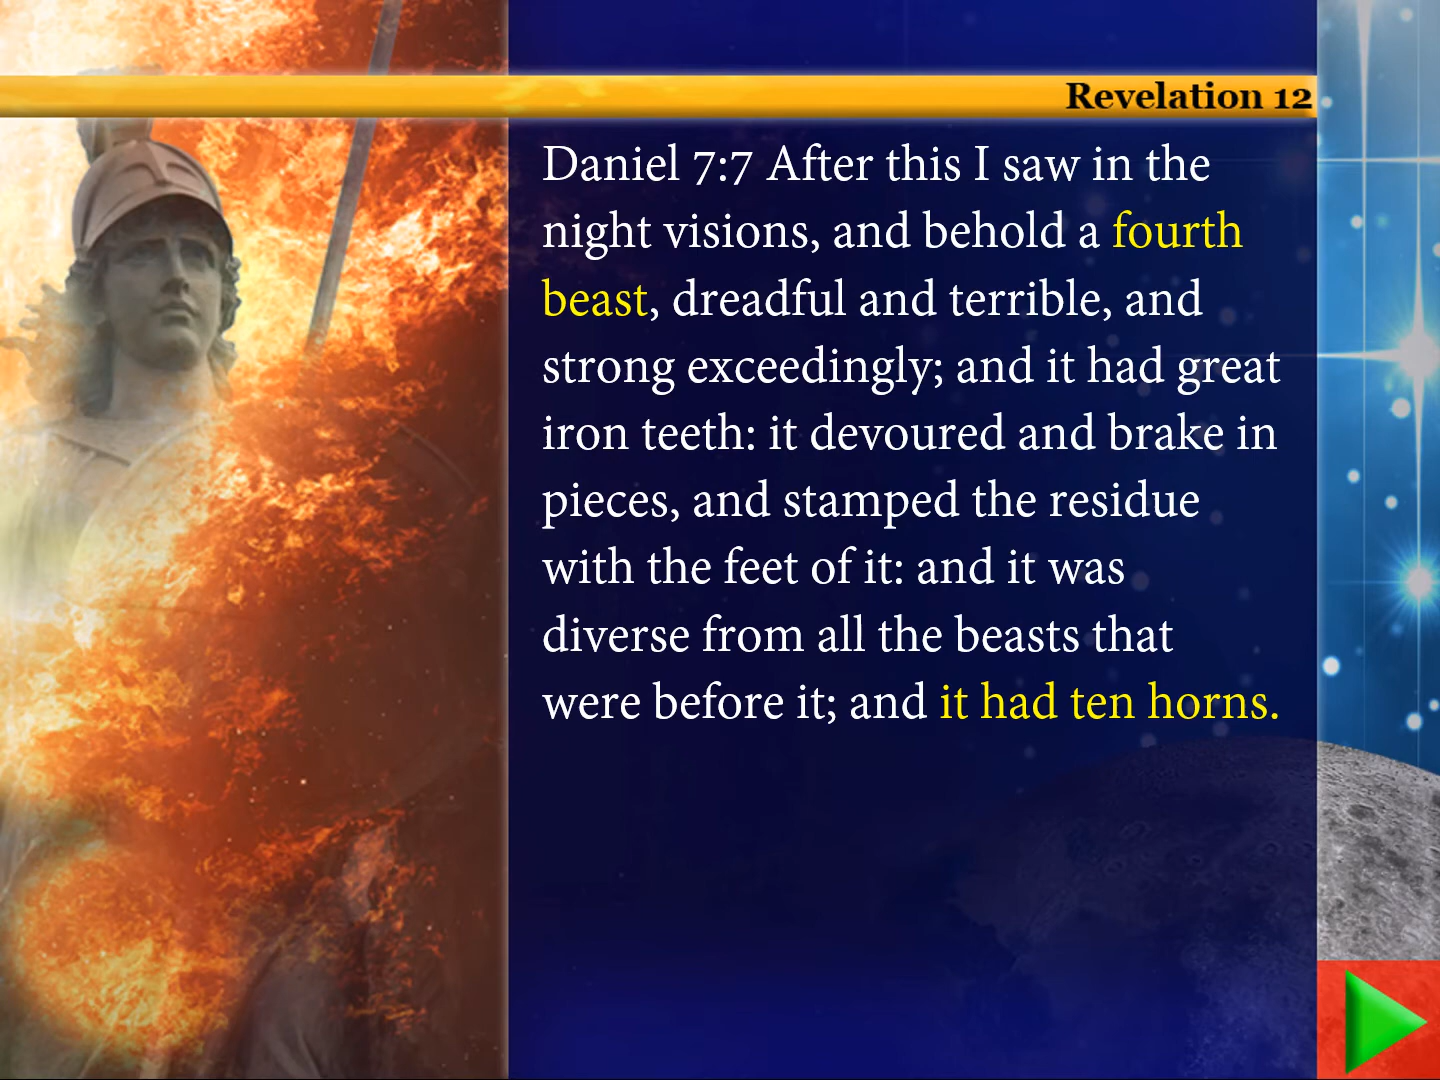 Revelation 12
Daniel 7:7 After this I saw in the
night visions, and behold a fourth
beast, dreadful and terrible, and
strong exceedingly; and it had great
iron teeth: it devoured and brake in
pieces, and stamped the residue
with the feet of it: and it was
diverse from all the beasts that
were before it; and it had ten horns.